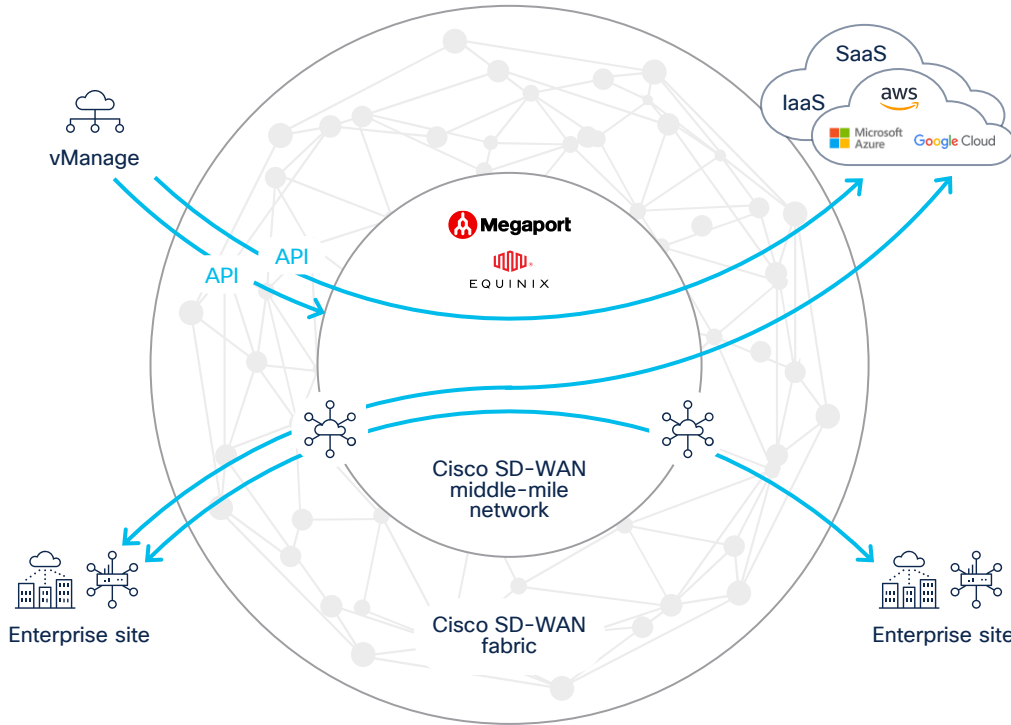 SaaS
IaaS
aws
Microsoft
Azure
Google Cloud
vManage
Megaport
EQUINIX
API
API
Cisco SD-WAN
middle-mile
network
Enterprise site
Cisco SD-WAN
fabric
Enterprise site